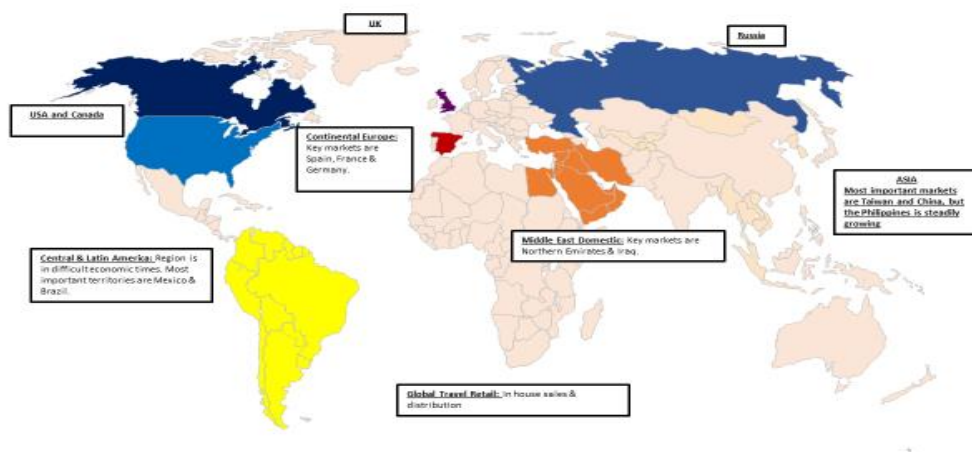 UK
Russia
USA and Canada
Continental Europe:
Key markets are
Spain, France &
Germany.
ASIA
Most important markets
are Taiwan and China, but
the Philippines is steadily
growing
Middle East Domestic: Key markets are
Northern Emirates & Iraq.
Central & Latin America: Region is
in difficult economic times. Most
important territories are Mexico &
Brazil.
Global Travel Retail: In house sales &
distribution